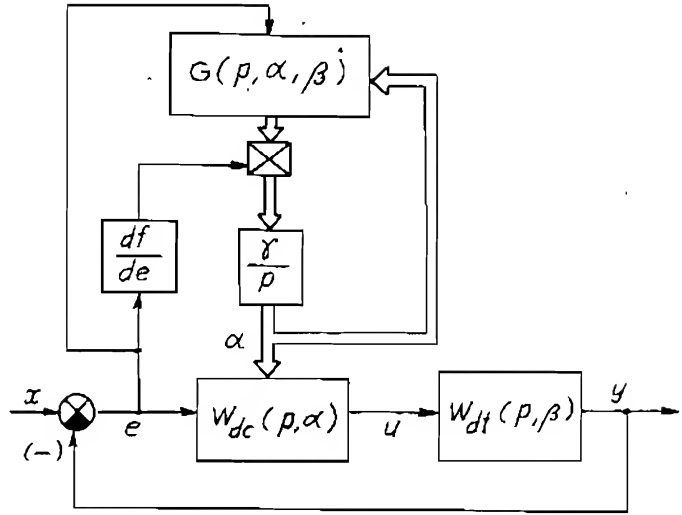 G(p, α, β)
df
de
γ
p
α
x
e
W_dc(p, α)
u
W_dt(p, β)
y
(-)